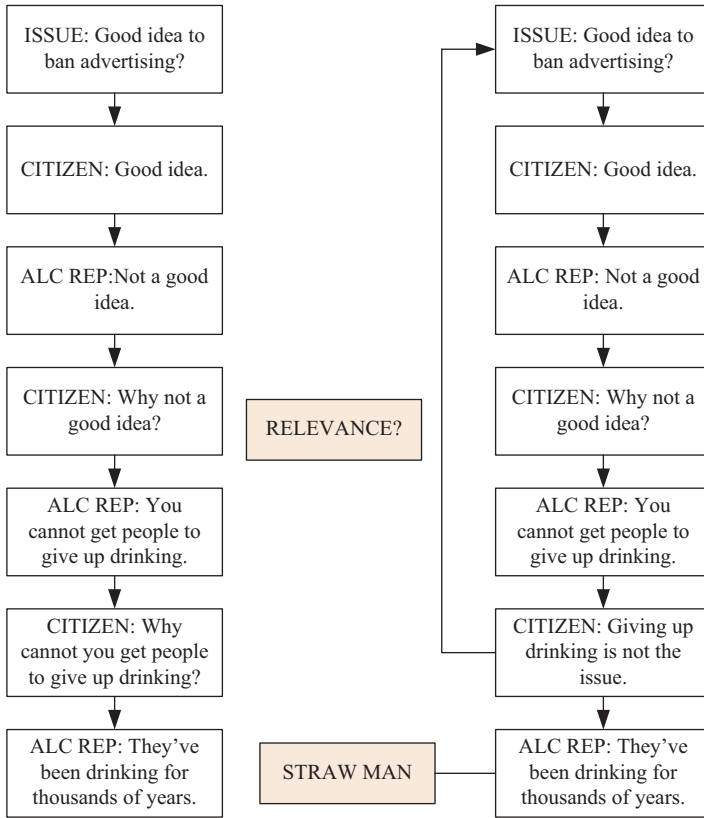 ISSUE: Good idea to
ban advertising?
CITIZEN: Good idea.
ALC REP:Not a good
idea.
CITIZEN: Why not a
good idea?
ALC REP: You
cannot get people to
give up drinking.
CITIZEN: Why
cannot you get people
to give up drinking?
ALC REP: They've
been drinking for
thousands of years.
RELEVANCE?
STRAW MAN
ISSUE: Good idea to
ban advertising?
CITIZEN: Good idea.
ALC REP: Not a good
idea.
CITIZEN: Why not a
good idea?
ALC REP: You
cannot get people to
give up drinking.
CITIZEN: Giving up
drinking is not the
issue.
ALC REP: They've
been drinking for
thousands of years.